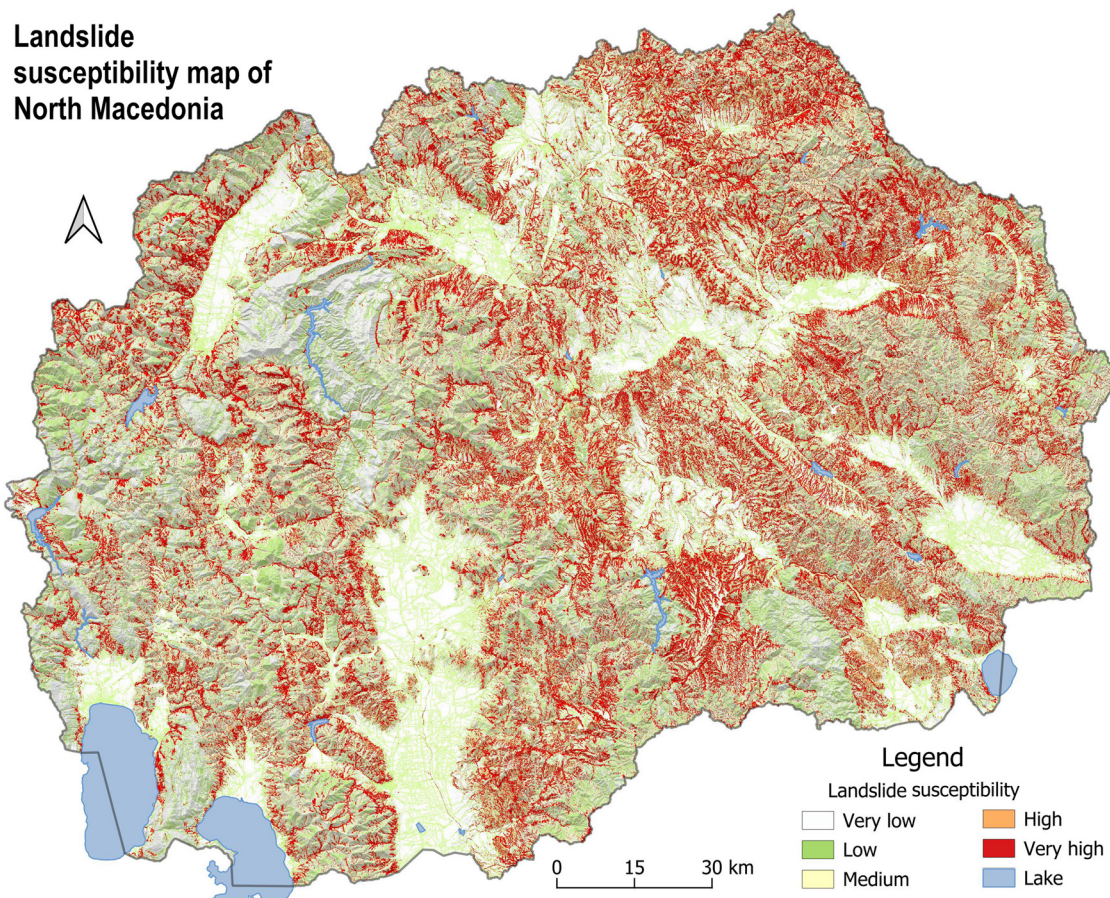 Landslide
susceptibility map of
North Macedonia
Legend
Landslide susceptibility
Very low
Low
Medium
High
Very high
Lake
0 15 30 km